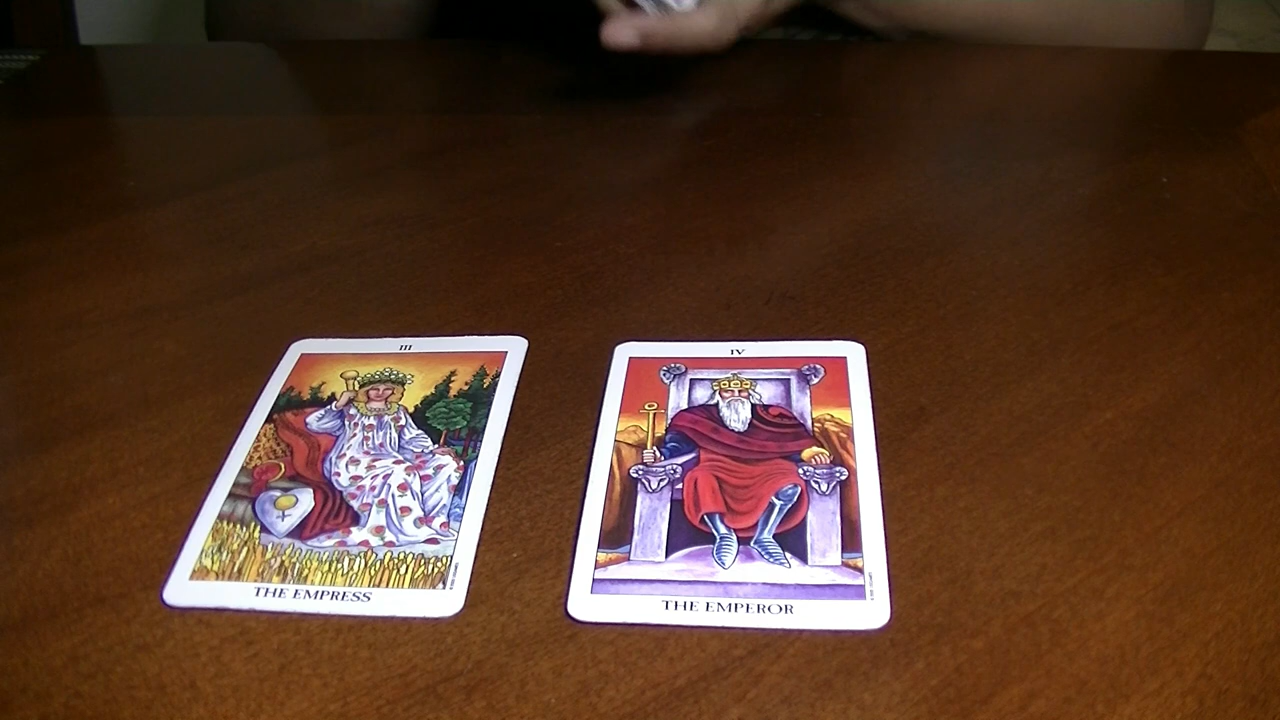 III
THE EMPRESS
IV
THE EMPEROR